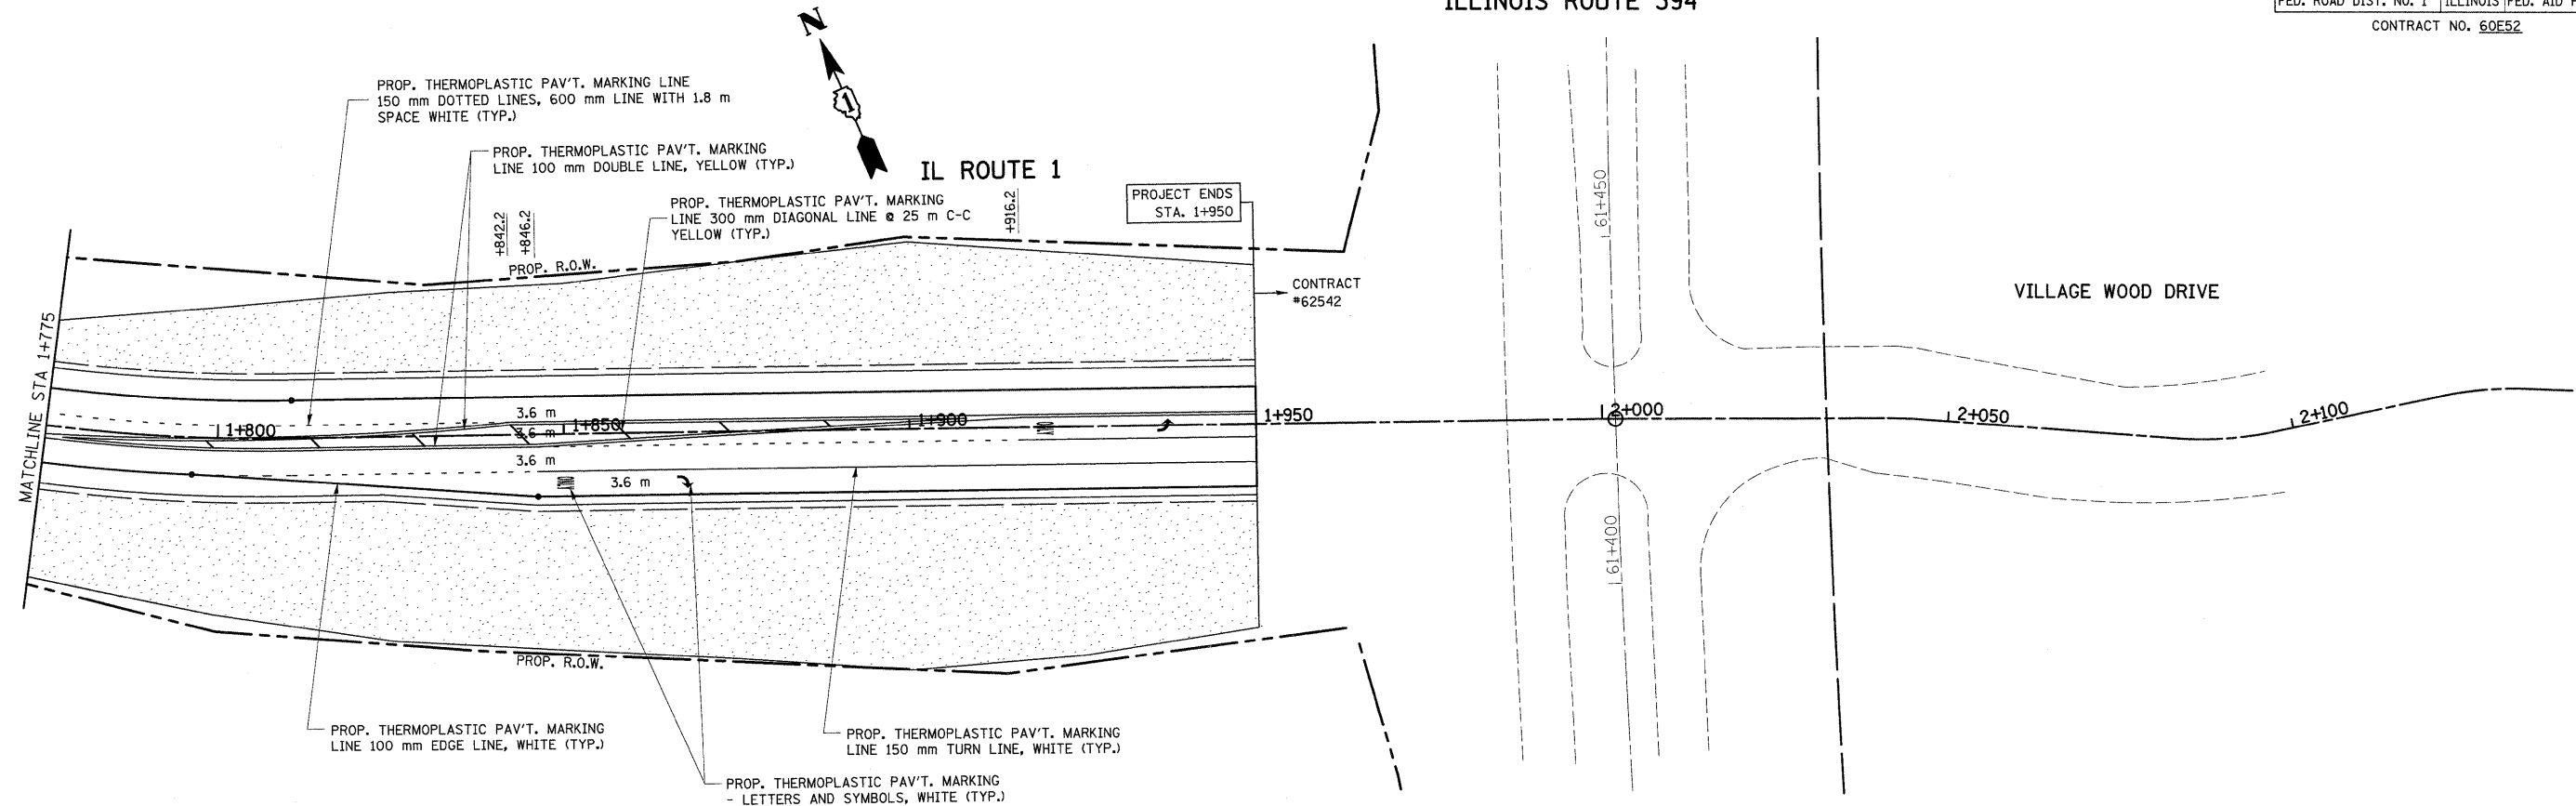 ILLINOIS ROUTE 394
FED. ROAD DIST. NO. 1 ILLINOIS FED. AID
CONTRACT NO. 60E52
N
1
PROP. THERMOPLASTIC PAV'T. MARKING LINE
150 mm DOTTED LINES, 600 mm LINE WITH 1.8 m
SPACE WHITE (TYP.)
PROP. THERMOPLASTIC PAV'T. MARKING
LINE 100 mm DOUBLE LINE, YELLOW (TYP.)
IL ROUTE 1
PROP. THERMOPLASTIC PAV'T. MARKING
LINE 300 mm DIAGONAL LINE @ 25 m C-C
YELLOW (TYP.)
PROJECT ENDS
STA. 1+950
+842.2
+846.2
+916.2
61+450
PROP. R.O.W.
CONTRACT
#62542
VILLAGE WOOD DRIVE
MATCHLINE STA 1+775
3.6 m
1+800
1+850
1+900
1+950
2+000
2+050
2+100
3.6 m
3.6 m
3.6 m
61+400
PROP. R.O.W.
PROP. THERMOPLASTIC PAV'T. MARKING
LINE 100 mm EDGE LINE, WHITE (TYP.)
PROP. THERMOPLASTIC PAV'T. MARKING
LINE 150 mm TURN LINE, WHITE (TYP.)
PROP. THERMOPLASTIC PAV'T. MARKING
- LETTERS AND SYMBOLS, WHITE (TYP.)